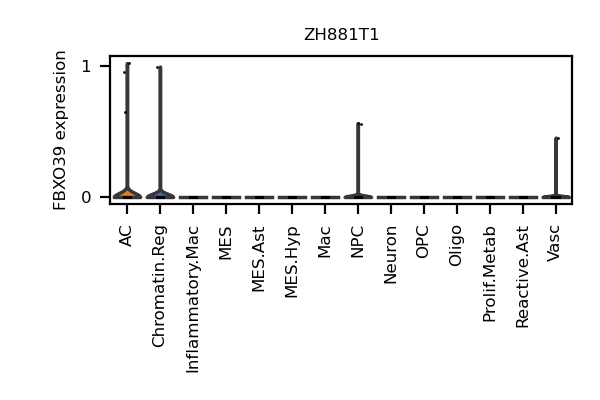 ZH881T1
FBXO39 expression
1
0
AC
Chromatin.Reg
Inflammatory.Mac
MES
MES.Ast
MES.Hyp
Mac
NPC
Neuron
OPC
Oligo
Prolif.Metab
Reactive.Ast
Vasc